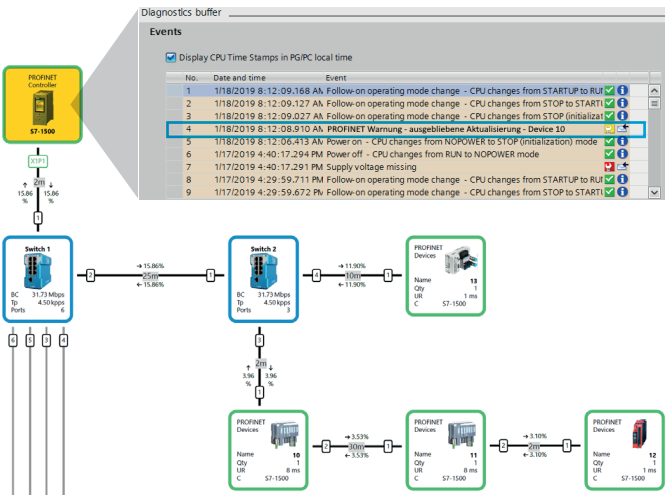 Diagnostics buffer
Events
Display CPU Time Stamps in PG/PC local time
No. Date and time Event
1 1/18/2019 8:12:09.168 AM Follow-on operating mode change - CPU changes from STARTUP to RUN
2 1/18/2019 8:12:09.127 AM Follow-on operating mode change - CPU changes from STOP to STARTU
3 1/18/2019 8:12:09.027 AM Follow-on operating mode change - CPU changes from STOP (initializat
4 1/18/2019 8:12:08.910 AM PROFINET Warnung - ausgebliebene Aktualisierung - Device 10
5 1/18/2019 8:12:06.413 AM Power on - CPU changes from NOPOWER to STOP (initialization) mode
6 1/17/2019 4:40:17.294 PM Power off - CPU changes from RUN to NOPOWER mode
7 1/17/2019 4:40:17.291 PM Supply voltage missing
8 1/17/2019 4:29:59.711 PM Follow-on operating mode change - CPU changes from STARTUP to RUN
9 1/17/2019 4:29:59.672 PM Follow-on operating mode change - CPU changes from STOP to STARTU
PROFINET
Controller
S7-1500
X1P1
↑ 2m ↓
15.86 15.86
% %
1
Switch 1
BC 31.73 Mbps
Tp 4.50 kpps
Ports 6
2
→ 15.86%
25m
← 15.86%
1
Switch 2
BC 31.73 Mbps
Tp 4.50 kpps
Ports 3
4
→ 11.90%
10m
← 11.90%
1
PROFINET
Devices
Name 13
Qty 1
UR 1 ms
C S7-1500
6 5 3 4
3
↑ 2m ↓
3.96 3.96
% %
1
PROFINET
Devices
Name 10
Qty 1
UR 8 ms
C S7-1500
2
→ 3.53%
30m
← 3.53%
1
PROFINET
Devices
Name 11
Qty 1
UR 8 ms
C S7-1500
2
→ 3.10%
2m
← 3.10%
1
PROFINET
Devices
Name 12
Qty 1
UR 1 ms
C S7-1500